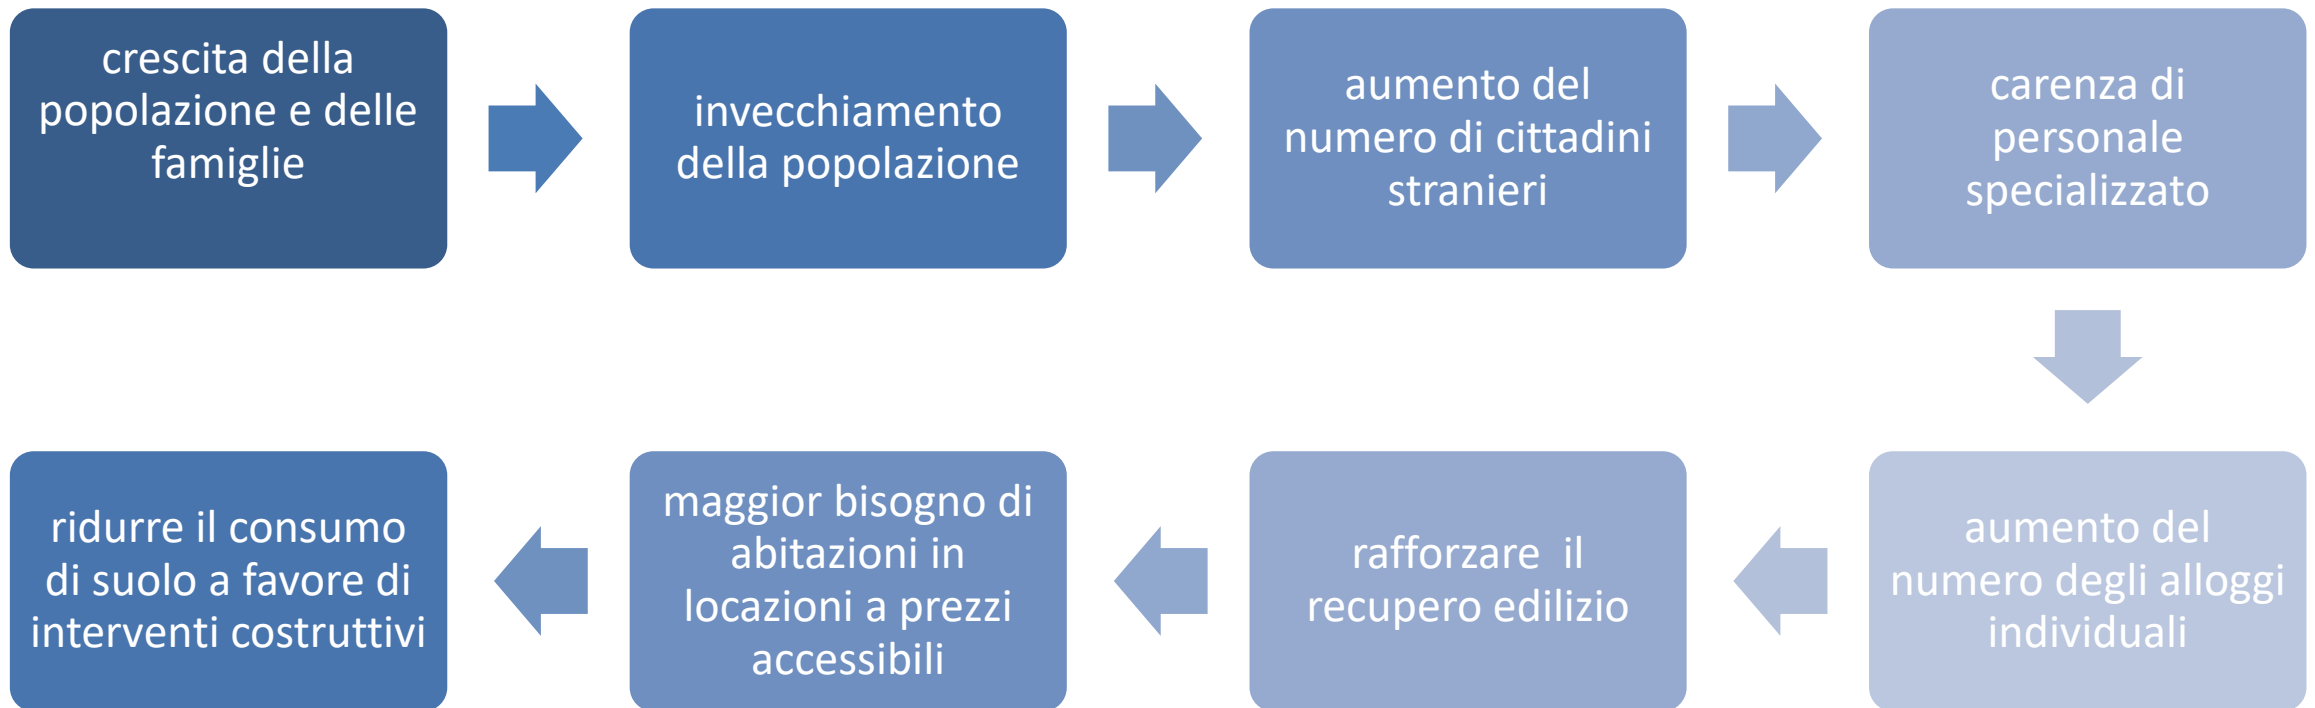 crescita della
popolazione e delle
famiglie
invecchiamento
della popolazione
aumento del
numero di cittadini
stranieri
carenza di
personale
specializzato
aumento del
numero degli alloggi
individuali
rafforzare  il
recupero edilizio
maggior bisogno di
abitazioni in
locazioni a prezzi
accessibili
ridurre il consumo
di suolo a favore di
interventi costruttivi